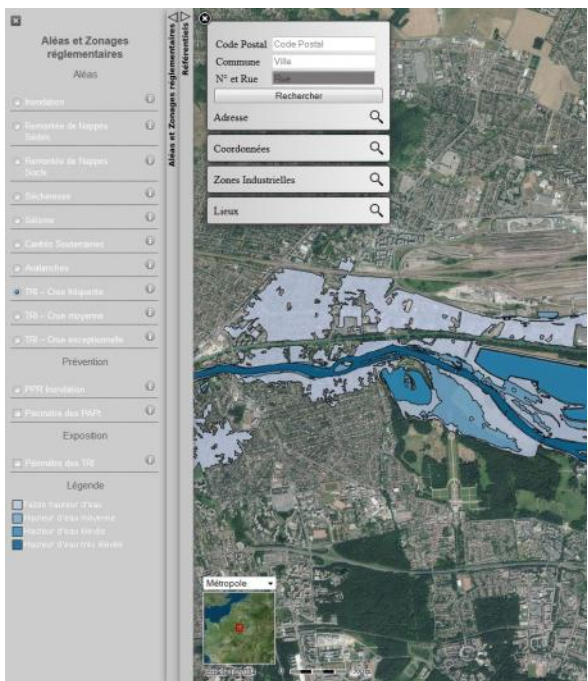 Aléas et Zonages
réglementaires
Aléas
Inondation
Remontée de Nappes
Remontée de Nappes
Socle
Sécheresse
Séisme
Cavités Souterraines
Avalanches
TRI - Crue fréquente
TRI - Crue moyenne
TRI - Crue exceptionnelle
Prévention
PPR Inondation
Périmètre des PAPI
Exposition
Périmètre des TRI
Légende
Faible hauteur d'eau
Hauteur d'eau moyenne
Hauteur d'eau élevée
Hauteur d'eau très élevée
Aléas et Zonages réglementaires
Référentiels
Code Postal Code Postal
Commune Ville
N° et Rue Rue
Rechercher
Adresse
Coordonnées
Zones Industrielles
Lieux
Métropole